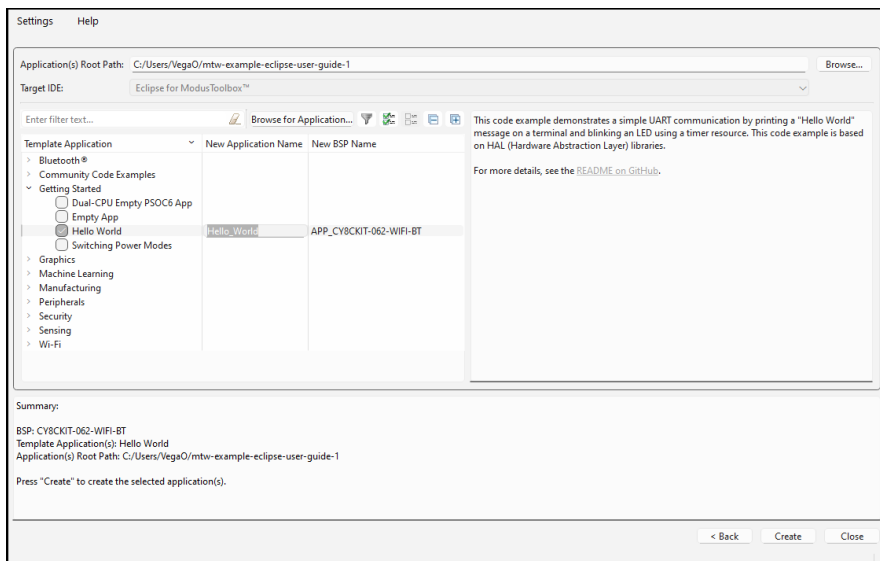 Settings Help
Application(s) Root Path: C:/Users/VegaO/mtw-example-eclipse-user-guide-1 Browse...
Target IDE: Eclipse for ModusToolbox™
Enter filter text... Browse for Application...
Template Application New Application Name New BSP Name
Bluetooth®
Community Code Examples
Getting Started
Dual-CPU Empty PSOC6 App
Empty App
Hello World Hello_World APP_CY8CKIT-062-WIFI-BT
Switching Power Modes
Graphics
Machine Learning
Manufacturing
Peripherals
Security
Sensing
Wi-Fi
This code example demonstrates a simple UART communication by printing a "Hello World"
message on a terminal and blinking an LED using a timer resource. This code example is based
on HAL (Hardware Abstraction Layer) libraries.
For more details, see the README on GitHub.
Summary:
BSP: CY8CKIT-062-WIFI-BT
Template Application(s): Hello World
Application(s) Root Path: C:/Users/VegaO/mtw-example-eclipse-user-guide-1
Press "Create" to create the selected application(s).
< Back Create Close